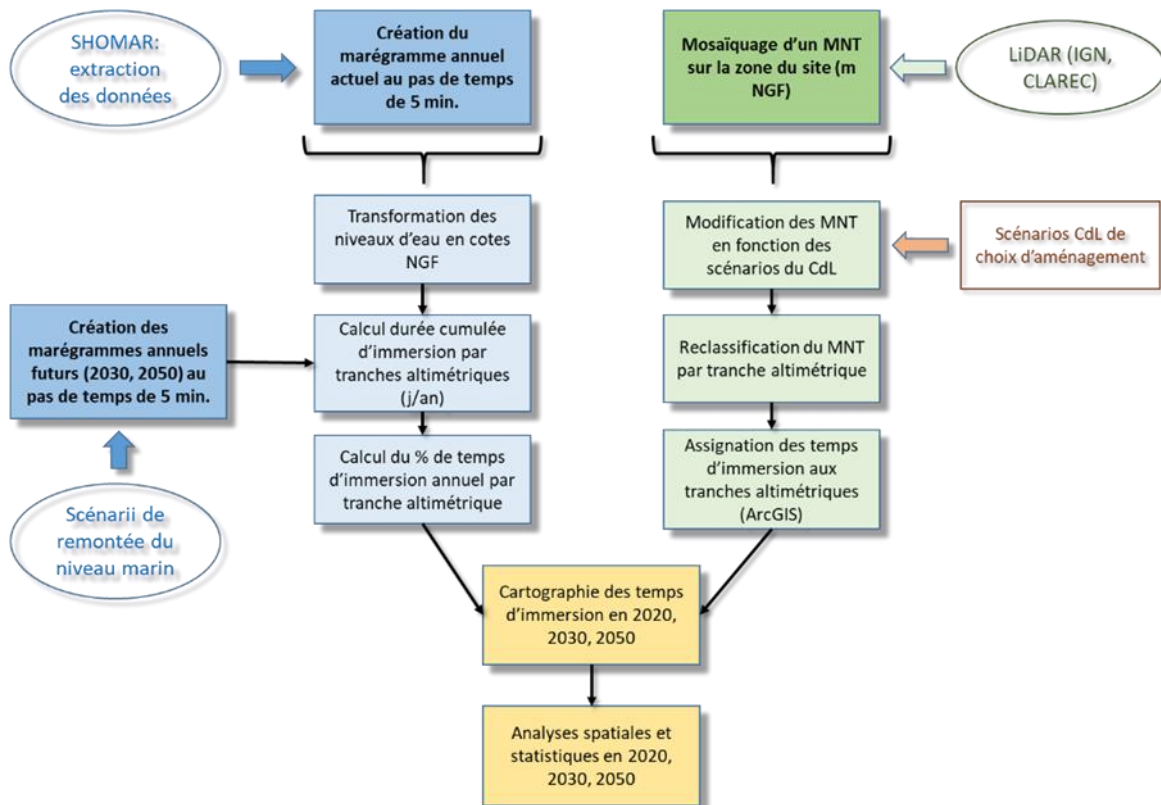 SHOMAR:
extraction
des données
Création du
marégramme annuel
actuel au pas de temps
de 5 min.
Mosaïquage d'un MNT
sur la zone du site (m
NGF)
LiDAR (IGN,
CLAREC)
Transformation des
niveaux d'eau en cotes
NGF
Modification des MNT
en fonction des
scénarios du CdL
Scénarios CdL de
choix d'aménagement
Création des
marégrammes annuels
futurs (2030, 2050) au
pas de temps de 5 min.
Calcul durée cumulée
d'immersion par
tranches altimétriques
(j/an)
Reclassification du MNT
par tranche altimétrique
Scénarii de
remontée du
niveau marin
Calcul du % de temps
d'immersion annuel par
tranche altimétrique
Assignation des temps
d'immersion aux
tranches altimétriques
(ArcGIS)
Cartographie des temps
d'immersion en 2020,
2030, 2050
Analyses spatiales et
statistiques en 2020,
2030, 2050